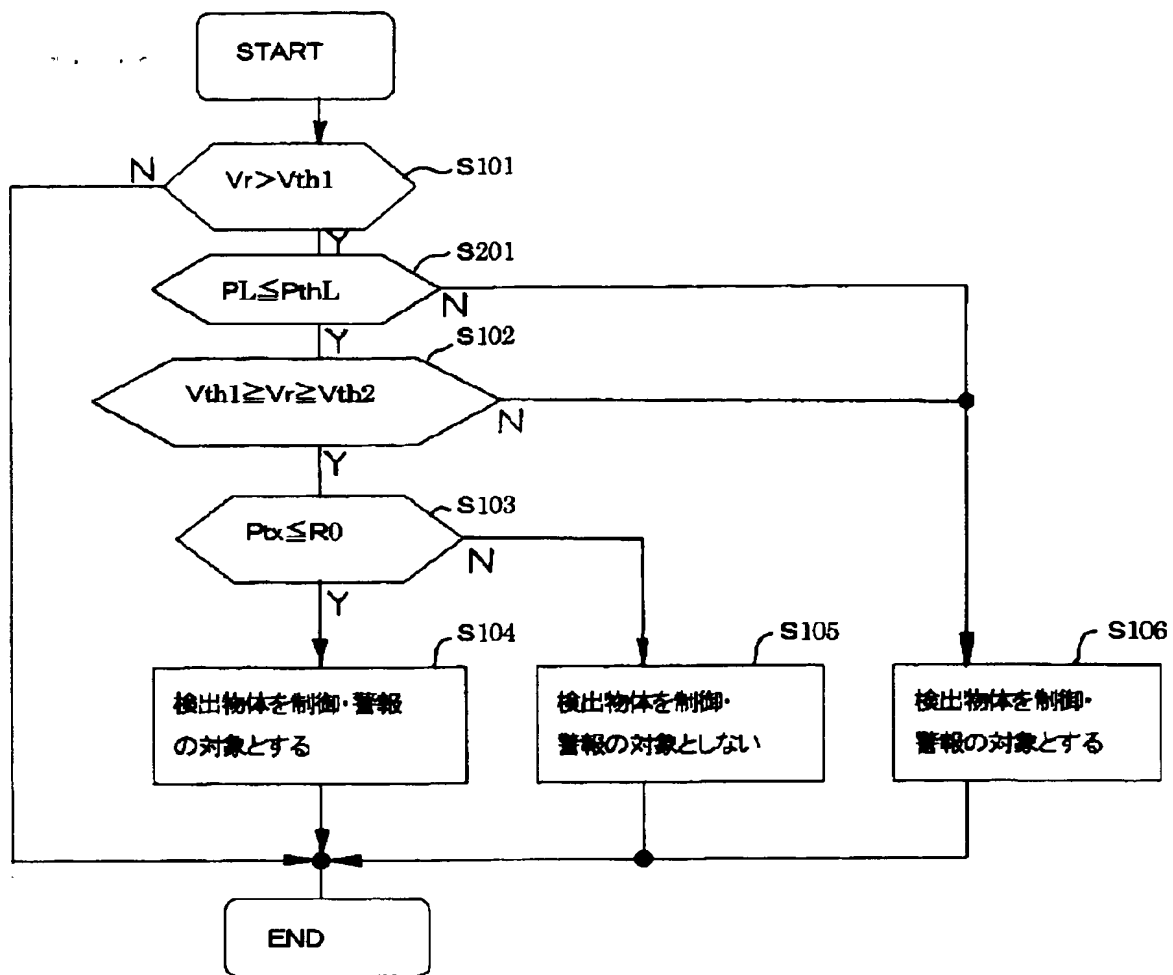 START
N
Vr>Vth1
S101
Y
S201
PL≦PthL
N
Y
S102
Vth1≧Vr≧Vth2
N
Y
S103
Ptx≦R0
N
Y
S104
S105
S106
検出物体を制御・警報
の対象とする
検出物体を制御・
警報の対象としない
検出物体を制御・
警報の対象とする
END